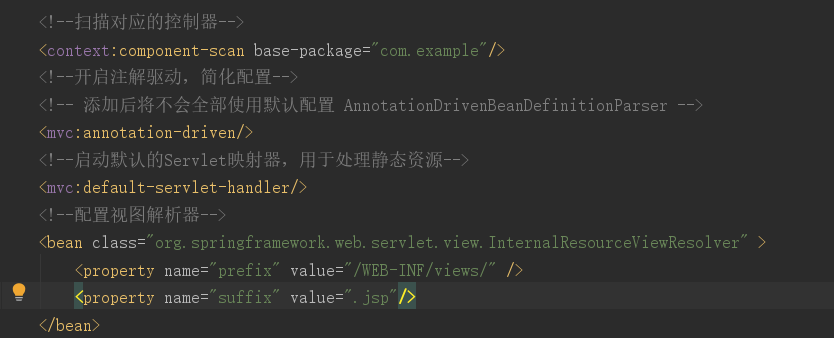 <!--扫描对应的控制器-->
<context:component-scan base-package="com.example"/>
<!--开启注解驱动，简化配置-->
<!-- 添加后将不会全部使用默认配置 AnnotationDrivenBeanDefinitionParser -->
<mvc:annotation-driven/>
<!--启动默认的Servlet映射器，用于处理静态资源-->
<mvc:default-servlet-handler/>
<!--配置视图解析器-->
<bean class="org.springframework.web.servlet.view.InternalResourceViewResolver" >
    <property name="prefix" value="/WEB-INF/views/" />
    <property name="suffix" value=".jsp"/>
</bean>